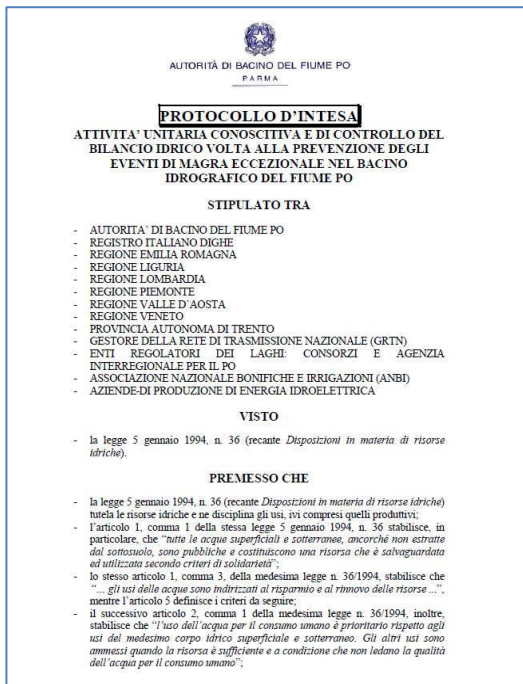 AUTORITÀ DI BACINO DEL FIUME PO
PARMA
PROTOCOLLO D'INTESA
ATTIVITA' UNITARIA CONOSCITIVA E DI CONTROLLO DEL
BILANCIO IDRICO VOLTA ALLA PREVENZIONE DEGLI
EVENTI DI MAGRA ECCEZIONALE NEL BACINO
IDROGRAFICO DEL FIUME PO
STIPULATO TRA
- AUTORITA' DI BACINO DEL FIUME PO
- REGISTRO ITALIANO DIGHE
- REGIONE EMILIA ROMAGNA
- REGIONE LIGURIA
- REGIONE LOMBARDIA
- REGIONE PIEMONTE
- REGIONE VALLE D'AOSTA
- REGIONE VENETO
- PROVINCIA AUTONOMA DI TRENTO
- GESTORE DELLA RETE DI TRASMISSIONE NAZIONALE (GRTN)
- ENTI REGOLATORI DEI LAGHI: CONSORZI E AGENZIA
INTERREGIONALE PER IL PO
- ASSOCIAZIONE NAZIONALE BONIFICHE E IRRIGAZIONI (ANBI)
- AZIENDE-DI PRODUZIONE DI ENERGIA IDROELETTRICA
VISTO
- la legge 5 gennaio 1994, n. 36 (recante Disposizioni in materia di risorse
idriche).
PREMESSO CHE
- la legge 5 gennaio 1994, n. 36 (recante Disposizioni in materia di risorse idriche)
tutela le risorse idriche e ne disciplina gli usi, ivi compresi quelli produttivi;
- l'articolo 1, comma 1 della stessa legge 5 gennaio 1994, n. 36 stabilisce, in
particolare, che "tutte le acque superficiali e sotterranee, ancorché non estratte
dal sottosuolo, sono pubbliche e costituiscono una risorsa che è salvaguardata
ed utilizzata secondo criteri di solidarietà";
- lo stesso articolo 1, comma 3, della medesima legge n. 36/1994, stabilisce che
"... gli usi delle acque sono indirizzati al risparmio e al rinnovo delle risorse ...",
mentre l'articolo 5 definisce i criteri da seguire;
- il successivo articolo 2, comma 1 della medesima legge n. 36/1994, inoltre,
stabilisce che "l'uso dell'acqua per il consumo umano è prioritario rispetto agli
usi del medesimo corpo idrico superficiale e sotterraneo. Gli altri usi sono
ammessi quando la risorsa è sufficiente e a condizione che non ledano la qualità
dell'acqua per il consumo umano";